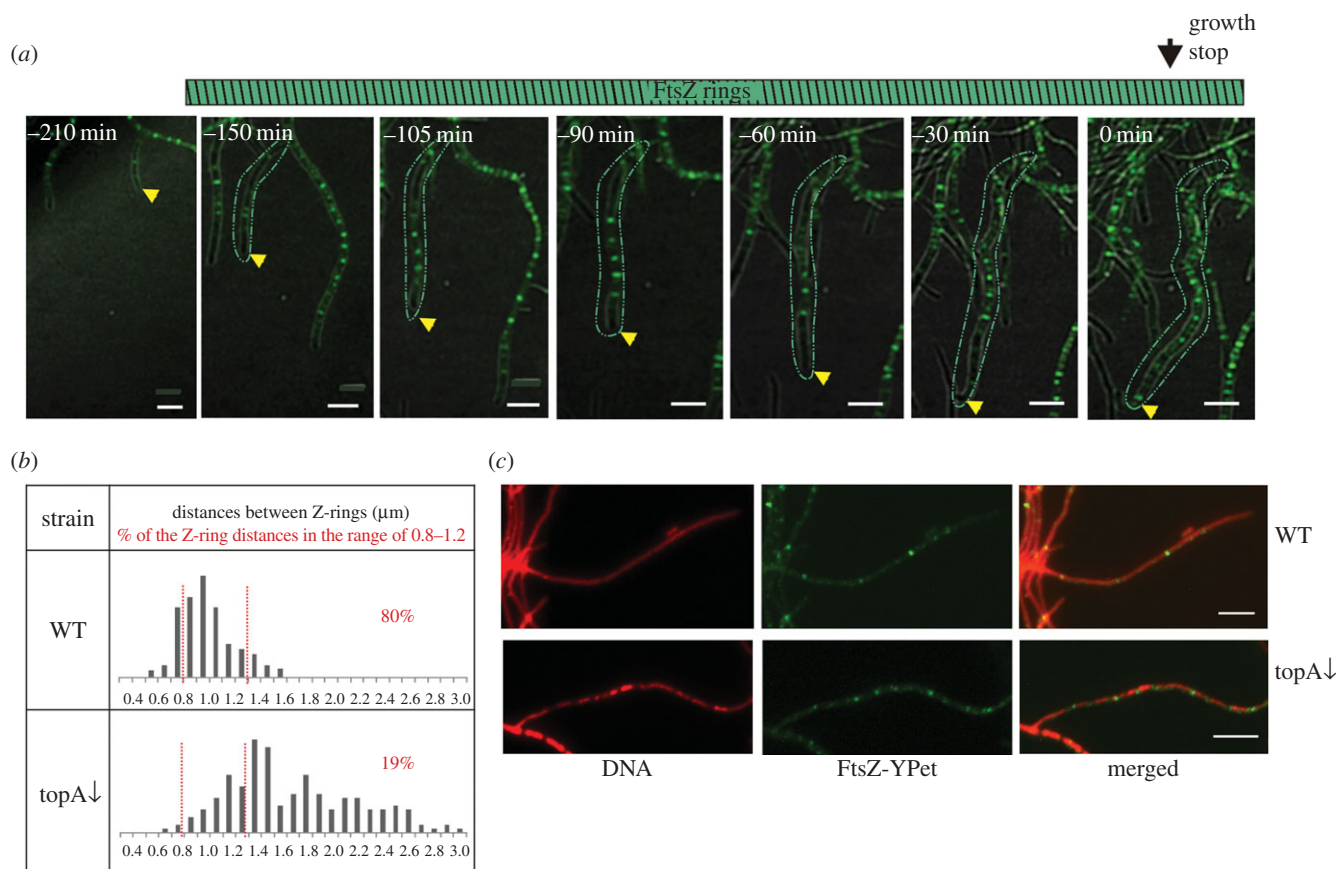 (a)
growth
stop
FtsZ rings
–210 min
–150 min
–105 min
–90 min
–60 min
–30 min
0 min
(b)
strain
distances between Z-rings (µm)
% of the Z-ring distances in the range of 0.8–1.2
WT
80%
0.4 0.6 0.8 1.0 1.2 1.4 1.6 1.8 2.0 2.2 2.4 2.6 2.8 3.0
topA↓
19%
0.4 0.6 0.8 1.0 1.2 1.4 1.6 1.8 2.0 2.2 2.4 2.6 2.8 3.0
(c)
WT
topA↓
DNA
FtsZ-YPet
merged